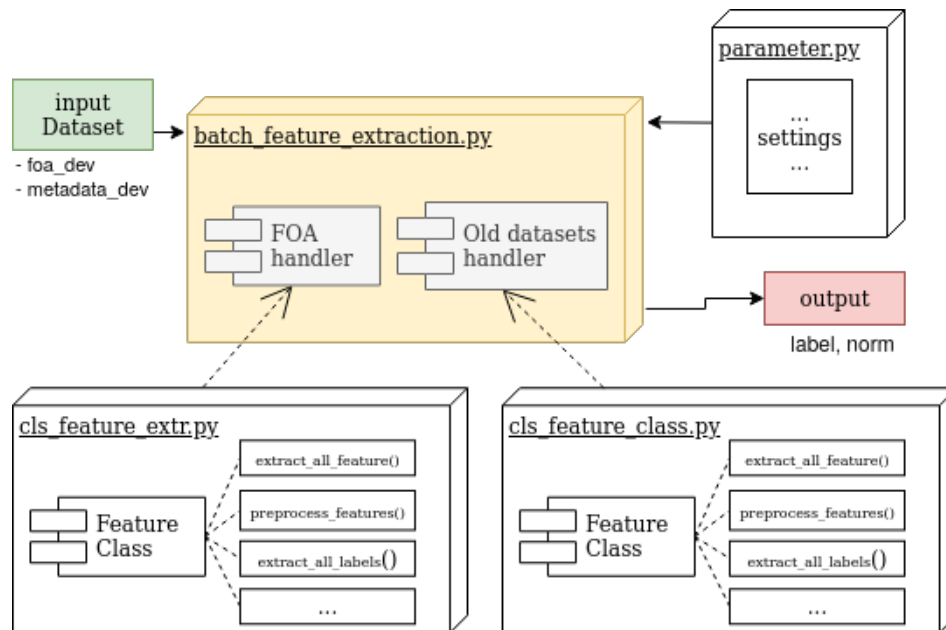 input
Dataset
- foa_dev
- metadata_dev
batch_feature_extraction.py
FOA
handler
Old datasets
handler
parameter.py
...
settings
...
output
label, norm
cls_feature_extr.py
Feature
Class
extract_all_feature()
preprocess_features()
extract_all_labels()
...
cls_feature_class.py
Feature
Class
extract_all_feature()
preprocess_features()
extract_all_labels()
...